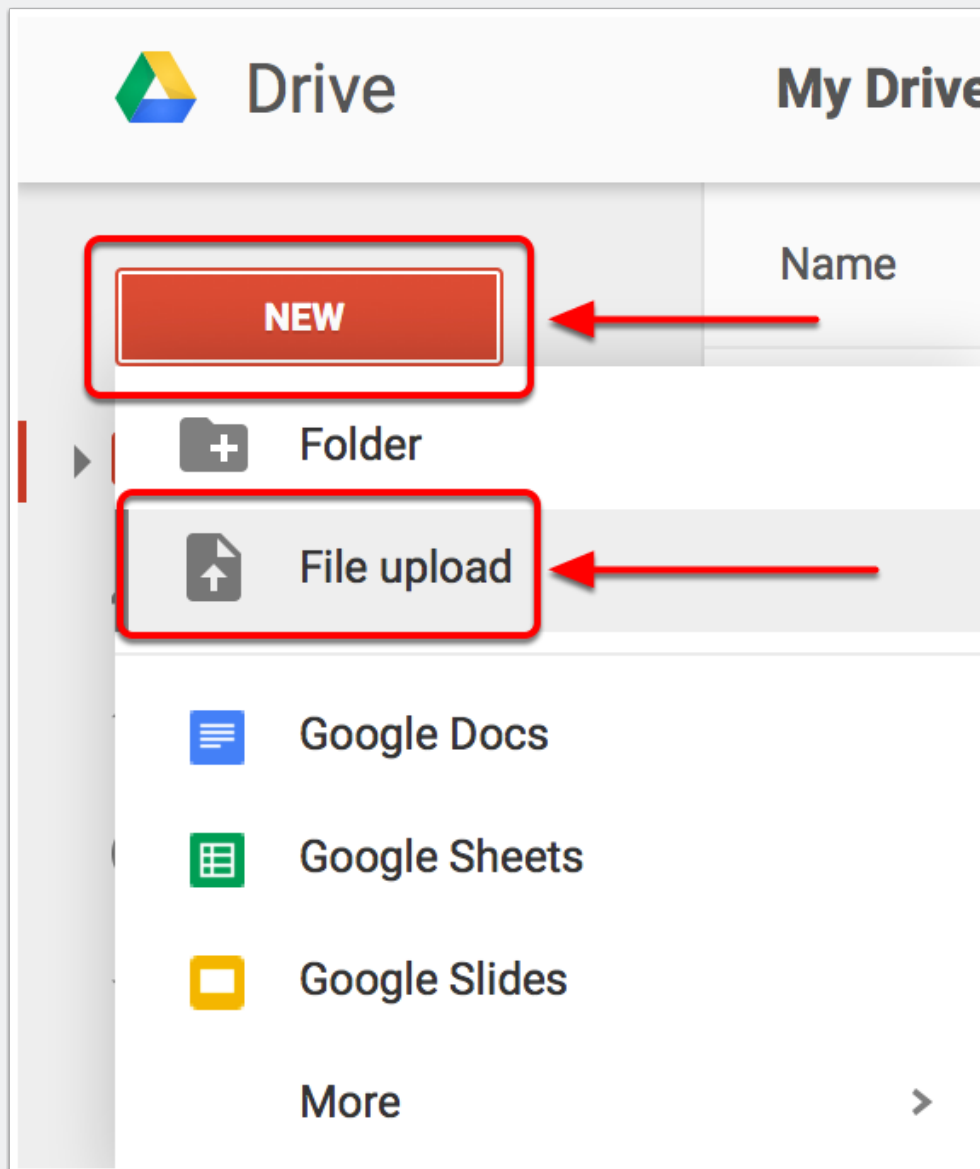 Drive
My Drive
NEW
Name
Folder
File upload
Google Docs
Google Sheets
Google Slides
More